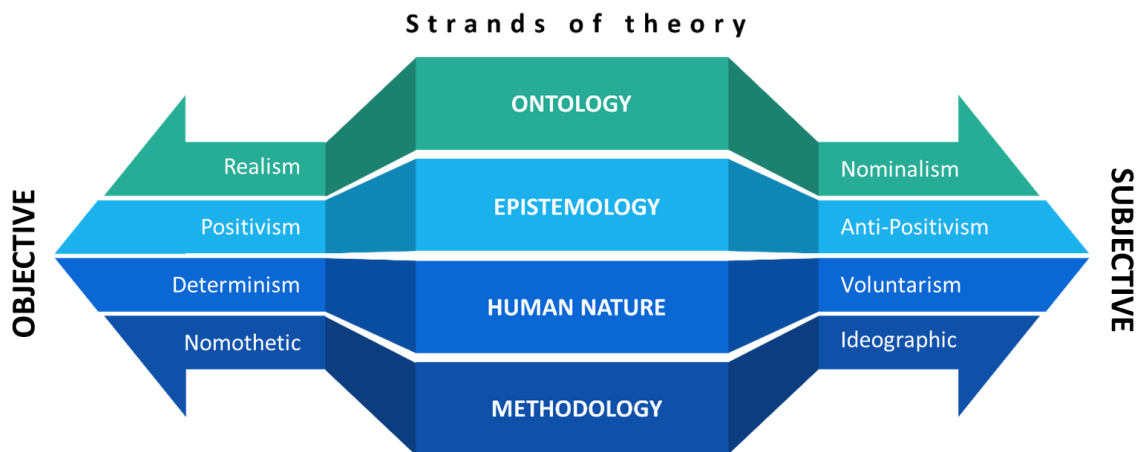 Strands of theory
OBJECTIVE
SUBJECTIVE
ONTOLOGY
Realism
Nominalism
EPISTEMOLOGY
Positivism
Anti-Positivism
HUMAN NATURE
Determinism
Voluntarism
METHODOLOGY
Nomothetic
Ideographic